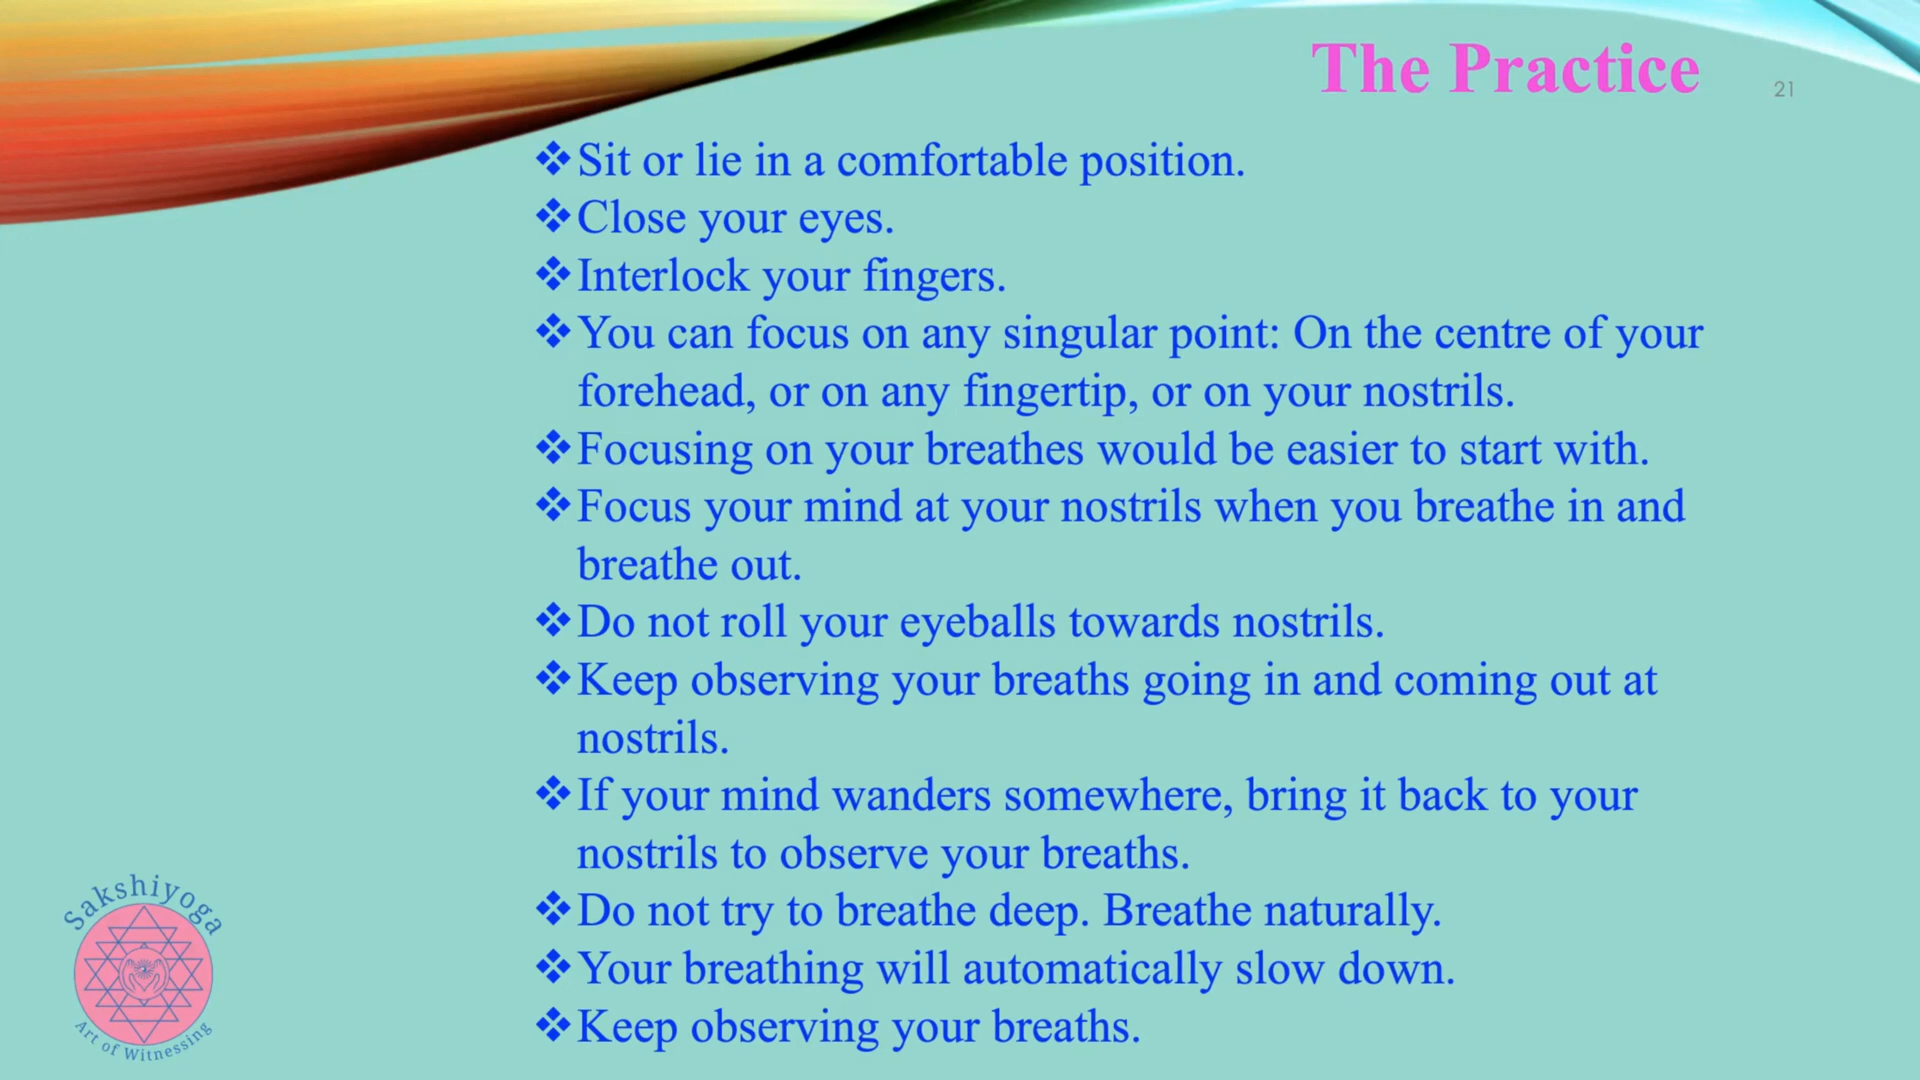 The Practice
21
❖Sit or lie in a comfortable position.
❖Close your eyes.
❖Interlock your fingers.
❖You can focus on any singular point: On the centre of your
forehead, or on any fingertip, or on your nostrils.
❖Focusing on your breathes would be easier to start with.
❖Focus your mind at your nostrils when you breathe in and
breathe out.
❖Do not roll your eyeballs towards nostrils.
❖Keep observing your breaths going in and coming out at
nostrils.
❖If your mind wanders somewhere, bring it back to your
nostrils to observe your breaths.
❖Do not try to breathe deep. Breathe naturally.
❖Your breathing will automatically slow down.
❖Keep observing your breaths.
Sakshiyoga
Art of Witnessing